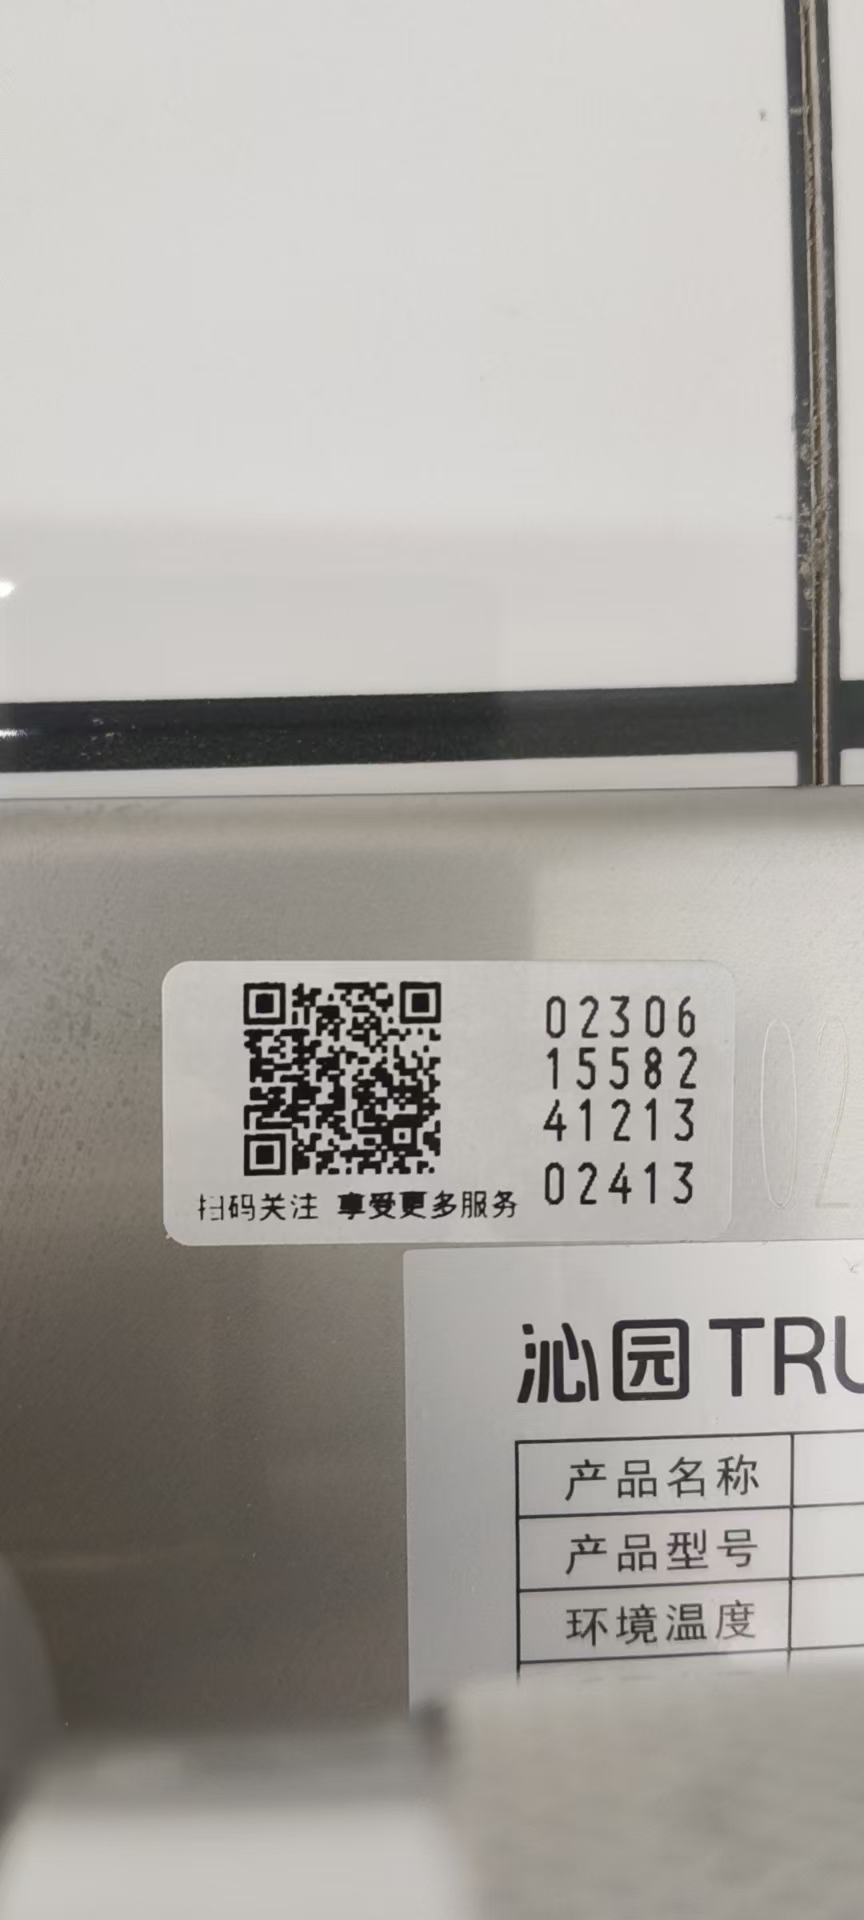 02306
15582
41213
02413
扫码关注 享受更多服务
沁园 TRU
产品名称
产品型号
环境温度